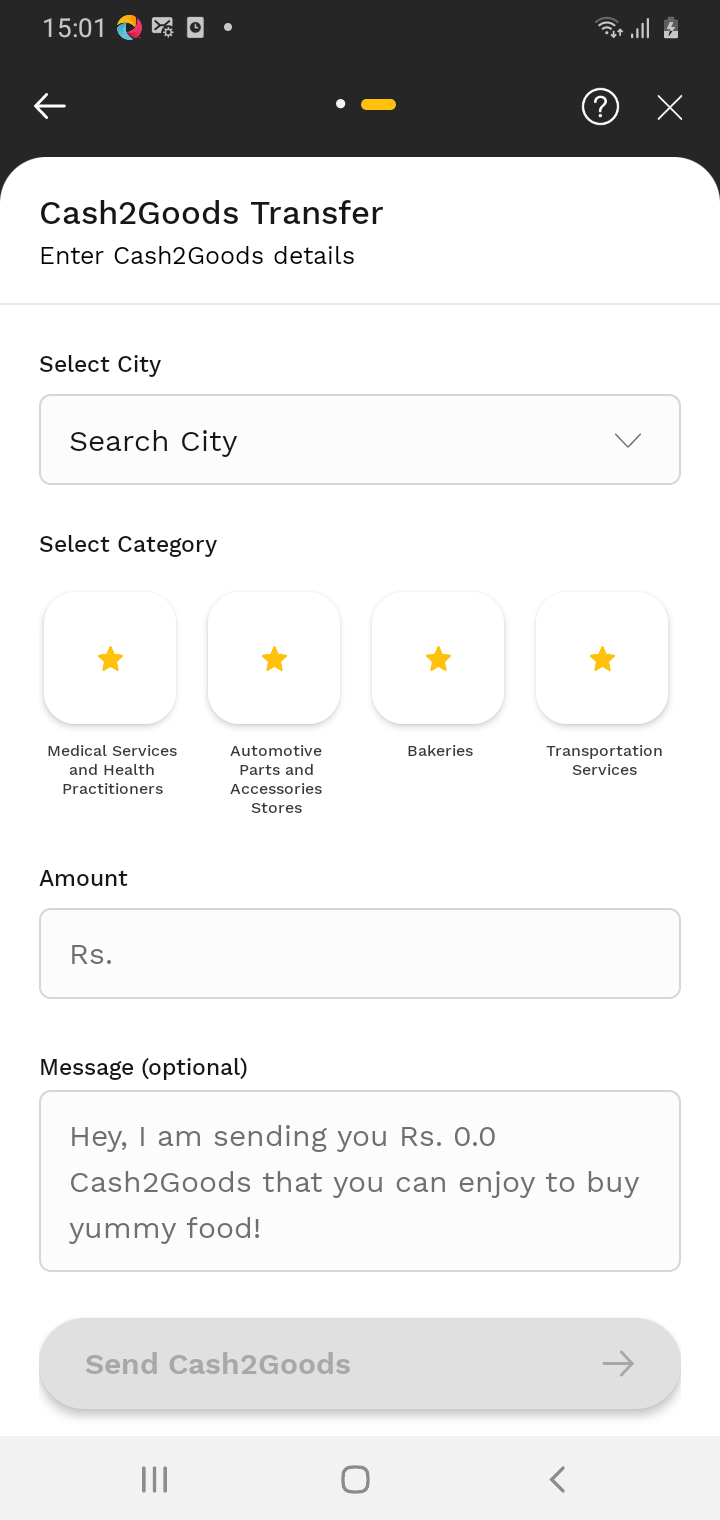 15:01
Cash2Goods Transfer
Enter Cash2Goods details
Select City
Search City
Select Category
Medical Services
and Health
Practitioners
Automotive
Parts and
Accessories
Stores
Bakeries
Transportation
Services
Amount
Rs.
Message (optional)
Hey, I am sending you Rs. 0.0
Cash2Goods that you can enjoy to buy
yummy food!
Send Cash2Goods